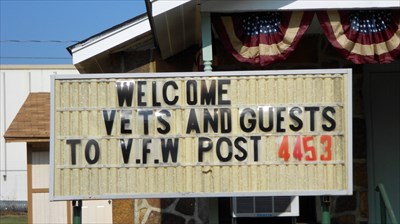 WELCOME
VETS AND GUESTS
TO V.F.W POST 4453